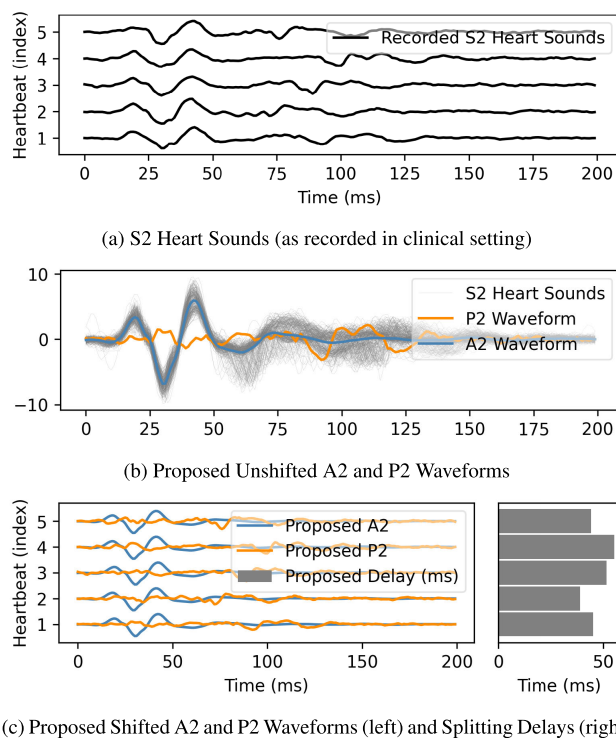 Heartbeat (index)
5
4
3
2
1
Recorded S2 Heart Sounds
0 25 50 75 100 125 150 175 200
Time (ms)
(a) S2 Heart Sounds (as recorded in clinical setting)
10
0
−10
S2 Heart Sounds
P2 Waveform
A2 Waveform
0 25 50 75 100 125 150 175 200
(b) Proposed Unshifted A2 and P2 Waveforms
Heartbeat (index)
5
4
3
2
1
Proposed A2
Proposed P2
Proposed Delay (ms)
0 50 100 150 200
0 50
Time (ms)
Time (ms)
(c) Proposed Shifted A2 and P2 Waveforms (left) and Splitting Delays (righ